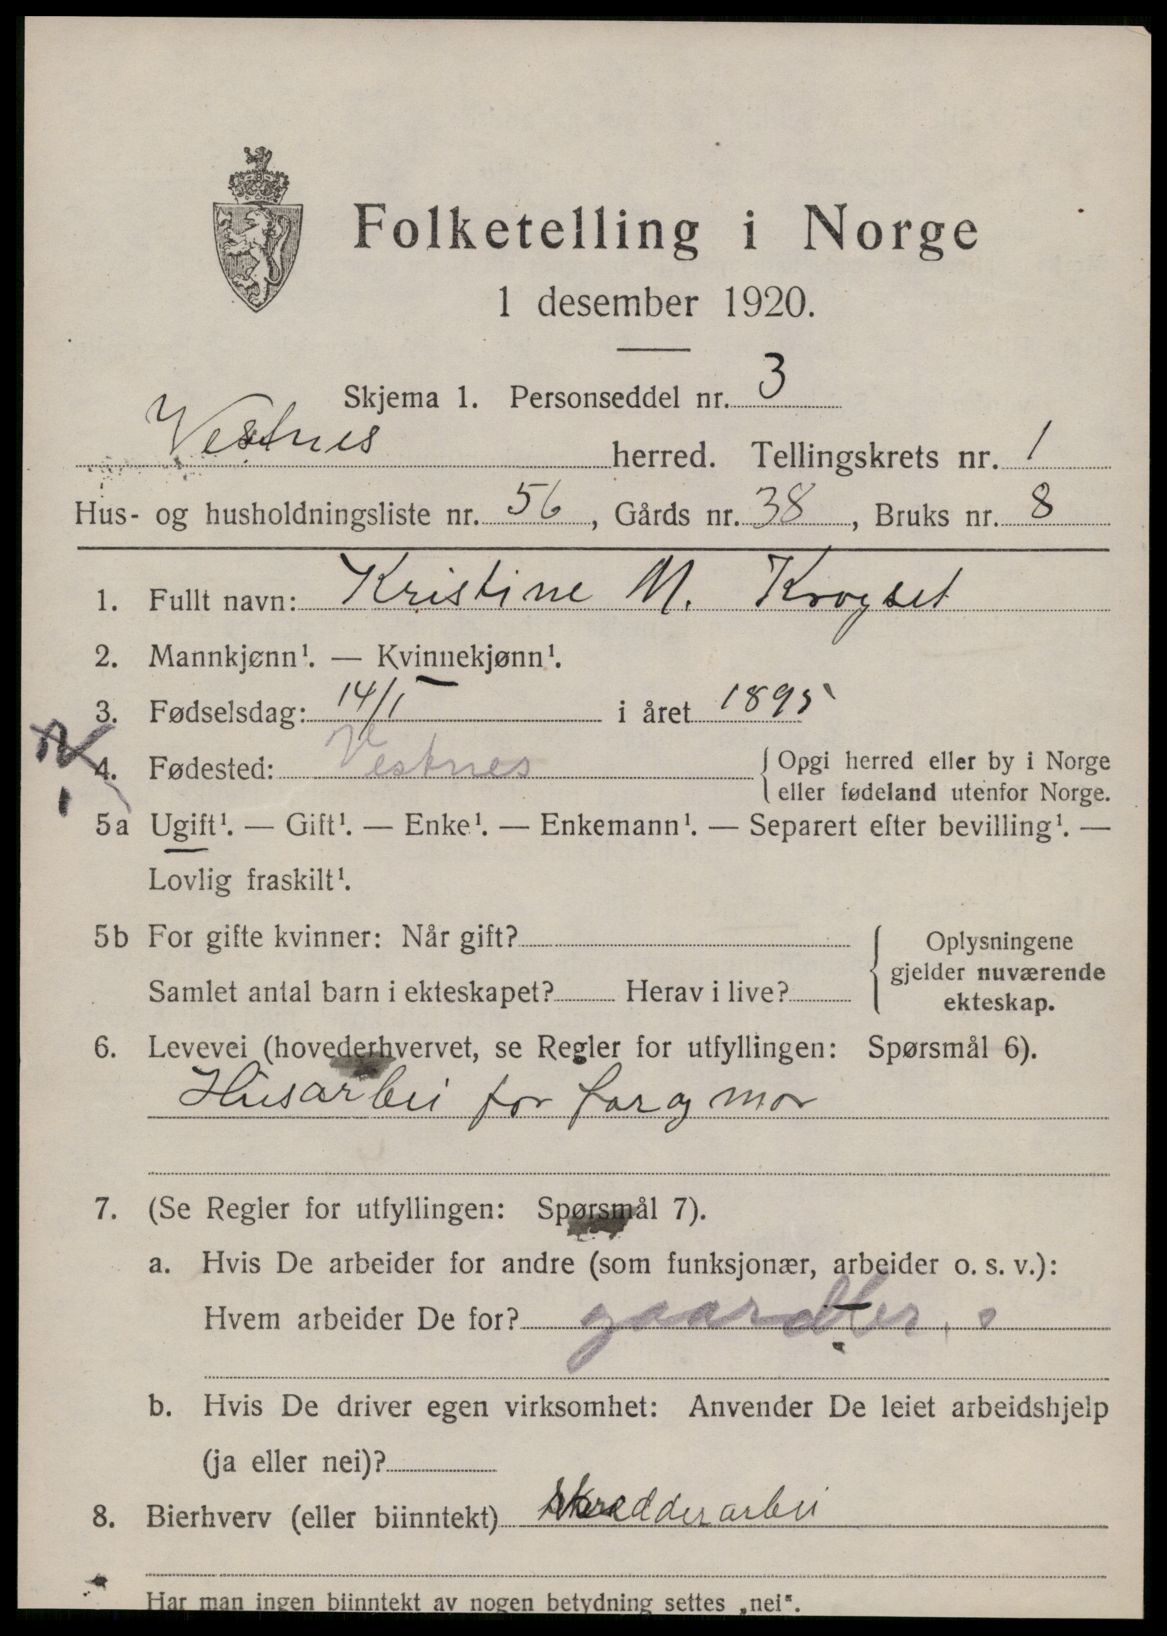 Folketelling i Norge
1 desember 1920.
Skjema 1. Personseddel nr. 3
Vestnes herred. Tellingskrets nr. 1
Hus- og husholdningsliste nr. 56, Gårds nr. 38, Bruks nr. 8
1. Fullt navn: Kristine M. Krogset
2. Mannkjønn¹. — Kvinnekjønn¹.
3. Fødselsdag: 14/1 i året 1895
4. Fødested: Vestnes {Opgi herred eller by i Norge
eller fødeland utenfor Norge.
5a Ugift¹. — Gift¹. — Enke¹. — Enkemann¹. — Separert efter bevilling¹. —
Lovlig fraskilt¹.
5b For gifte kvinner: Når gift? { Oplysningene
gjelder nuværende
Samlet antal barn i ekteskapet? Herav i live?
ekteskap.
6. Levevei (hovederhvervet, se Regler for utfyllingen: Spørsmål 6).
Husarbei for far og mor
7. (Se Regler for utfyllingen: Spørsmål 7).
a. Hvis De arbeider for andre (som funksjonær, arbeider o. s. v.):
Hvem arbeider De for?
b. Hvis De driver egen virksomhet: Anvender De leiet arbeidshjelp
(ja eller nei)?
8. Bierhverv (eller biinntekt) skredderarbei
Har man ingen biinntekt av nogen betydning settes „nei".